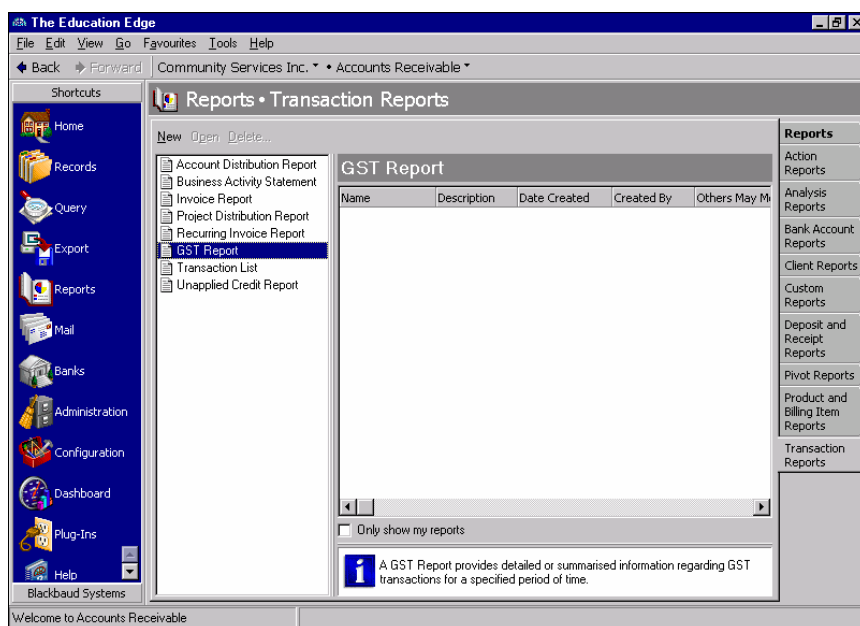 The Education Edge
File Edit View Go Favourites Tools Help
Back Forward Community Services Inc. • Accounts Receivable
Shortcuts
Home
Records
Query
Export
Reports
Mail
Banks
Administration
Configuration
Dashboard
Plug-Ins
Help
Blackbaud Systems
Reports • Transaction Reports
New Open Delete...
Account Distribution Report
Business Activity Statement
Invoice Report
Project Distribution Report
Recurring Invoice Report
GST Report
Transaction List
Unapplied Credit Report
GST Report
Name Description Date Created Created By Others May M
Only show my reports
A GST Report provides detailed or summarised information regarding GST
transactions for a specified period of time.
Reports
Action
Reports
Analysis
Reports
Bank Account
Reports
Client Reports
Custom
Reports
Deposit and
Receipt
Reports
Pivot Reports
Product and
Billing Item
Reports
Transaction
Reports
Welcome to Accounts Receivable